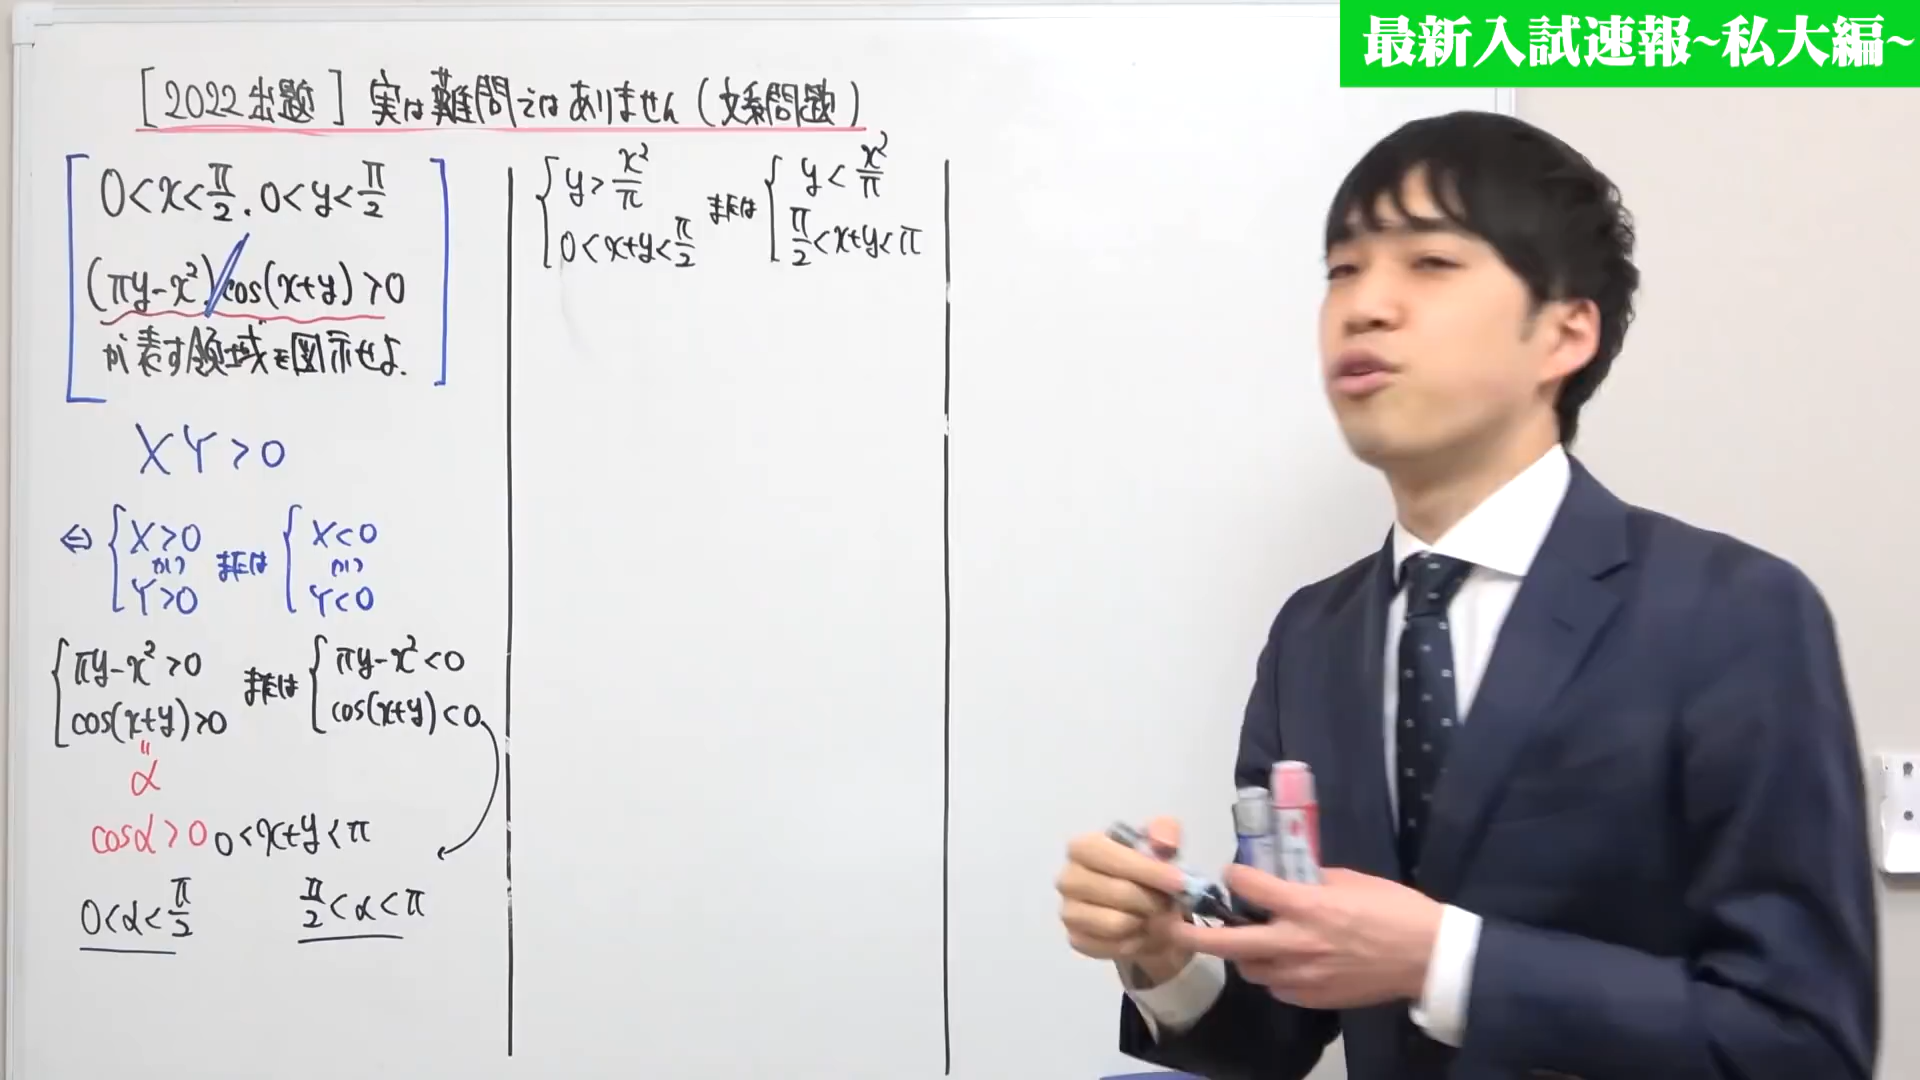 最新入試速報~私大編~
[2022出題] 実は難問ではありません(文系問題)
0<x<π/2, 0<y<π/2
(πy-x²)cos(x+y)>0
が表す領域を図示せよ.
XY>0
⇔ {X>0 かつ Y>0 または {X<0 かつ Y<0
{πy-x²>0 cos(x+y)>0 または {πy-x²<0 cos(x+y)<0
"
α
cosα>0 0<x+y<π
0<α<π/2 π/2<α<π
{y>x²/π 0<x+y<π/2 または {y<x²/π π/2<x+y<π